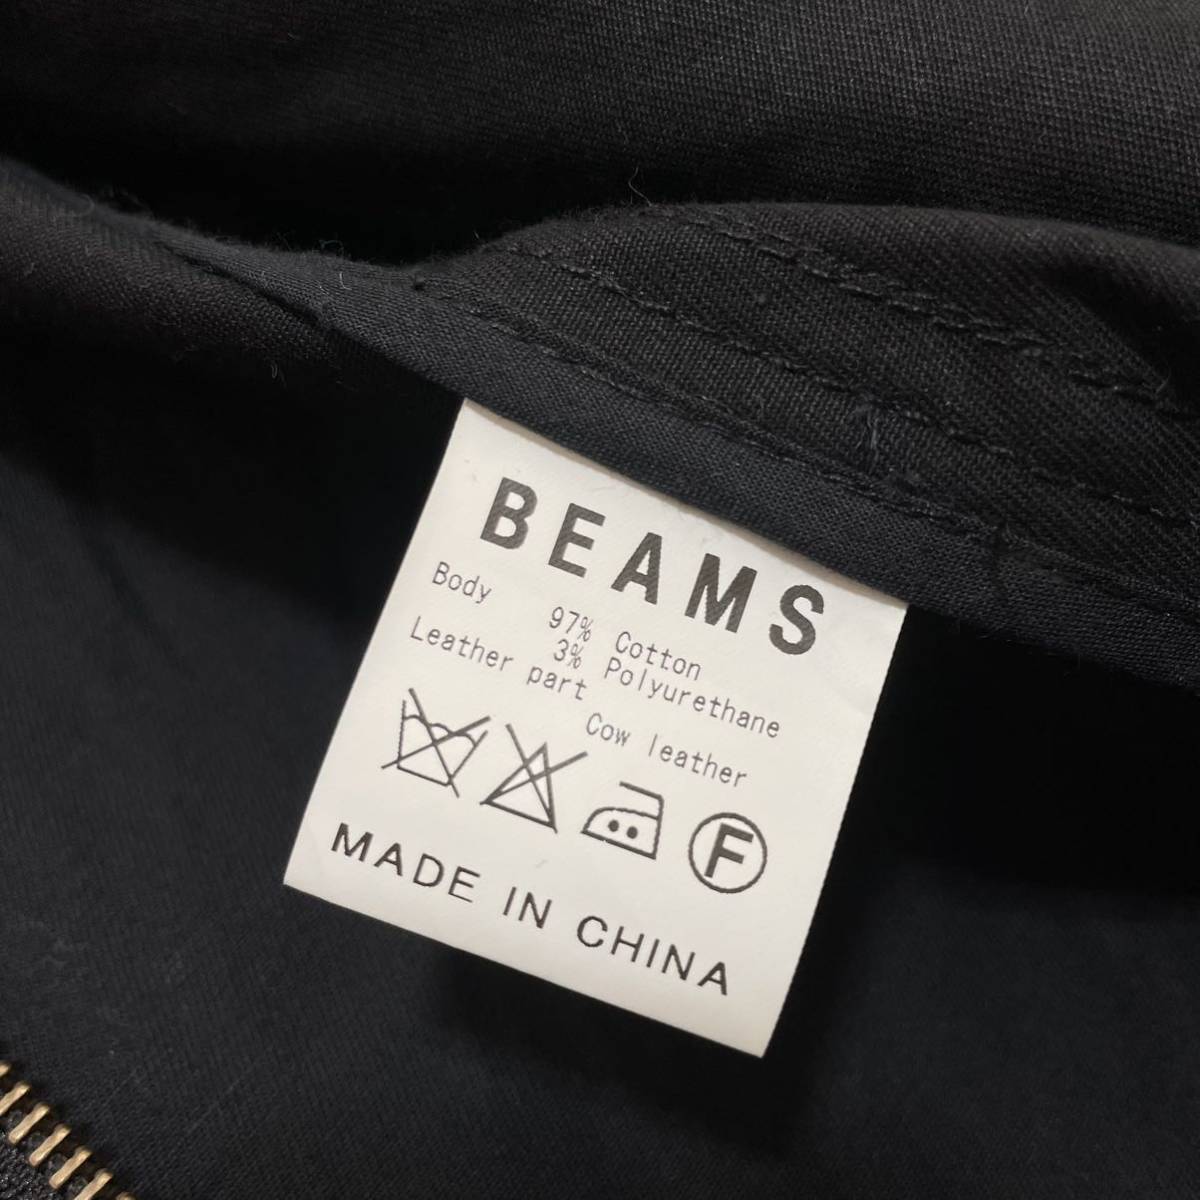 BEAMS
Body 97% Cotton
3% Polyurethane
Leather part
Cow leather
F
MADE IN CHINA